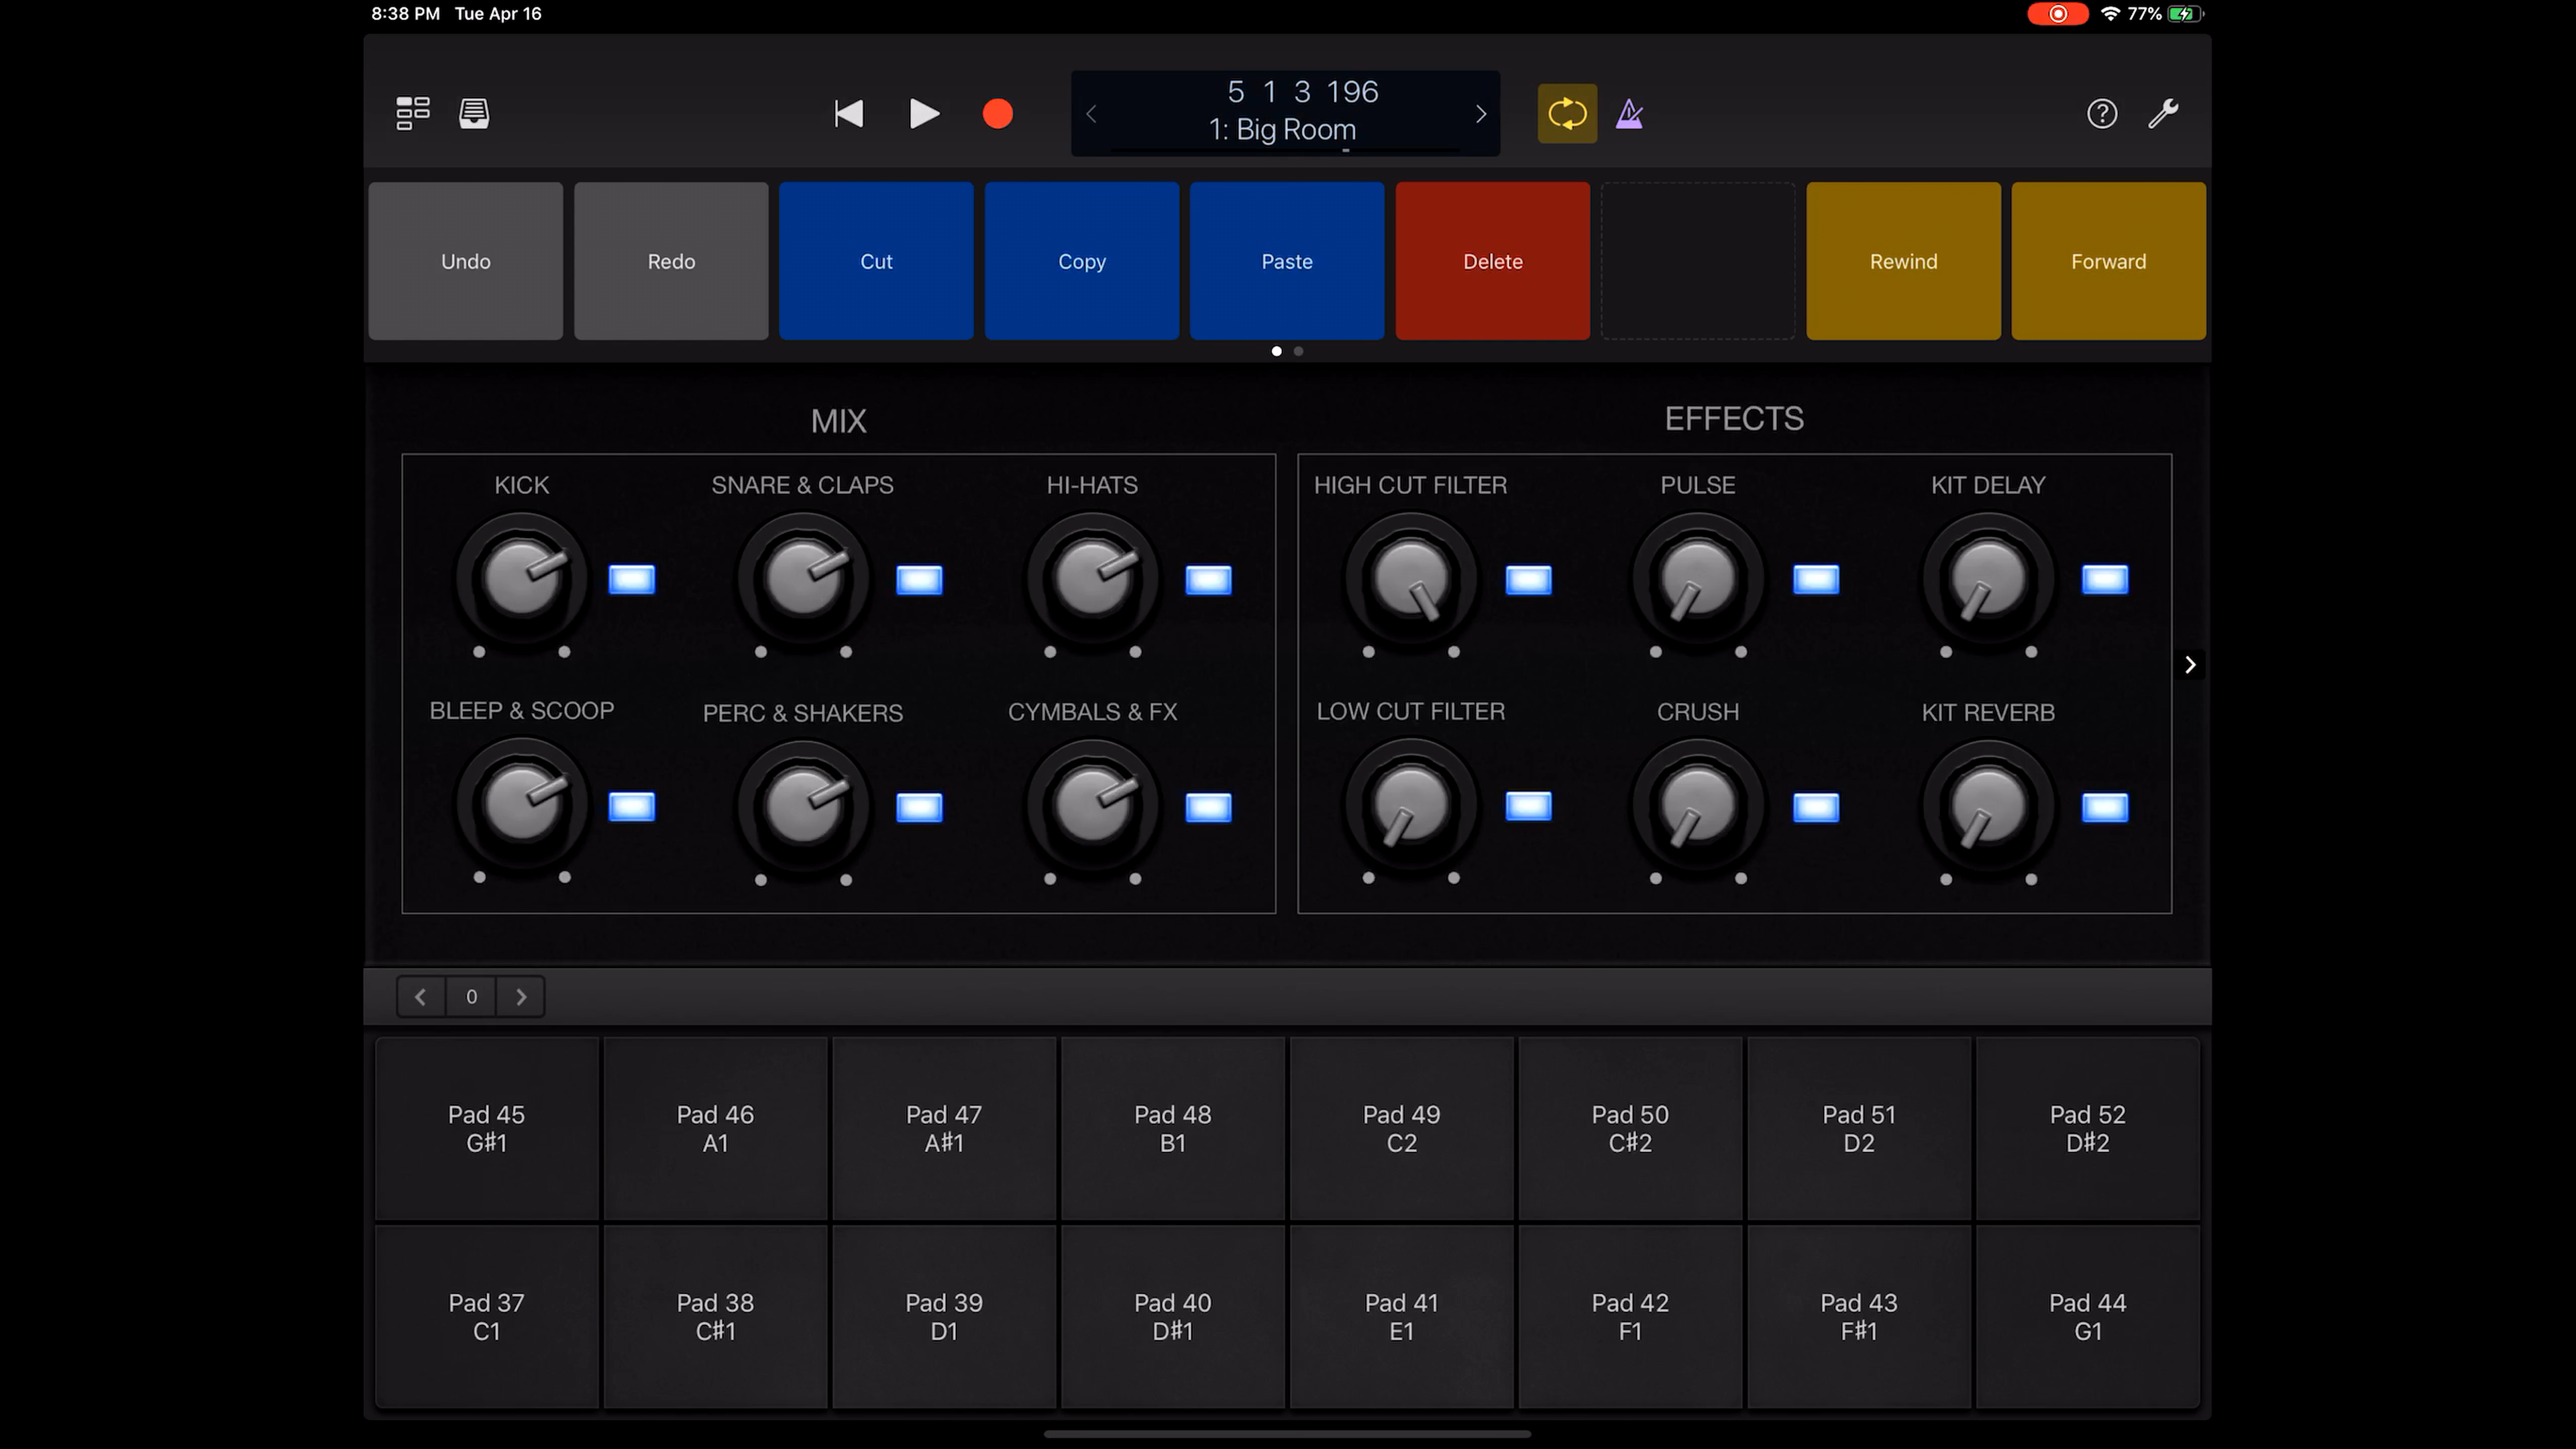 8:38 PM Tue Apr 16
77%
5 1 3 196
1: Big Room
Undo
Redo
Cut
Copy
Paste
Delete
Rewind
Forward
MIX
EFFECTS
KICK
SNARE & CLAPS
HI-HATS
HIGH CUT FILTER
PULSE
KIT DELAY
BLEEP & SCOOP
PERC & SHAKERS
CYMBALS & FX
LOW CUT FILTER
CRUSH
KIT REVERB
0
Pad 45
G#1
Pad 46
A1
Pad 47
A#1
Pad 48
B1
Pad 49
C2
Pad 50
C#2
Pad 51
D2
Pad 52
D#2
Pad 37
C1
Pad 38
C#1
Pad 39
D1
Pad 40
D#1
Pad 41
E1
Pad 42
F1
Pad 43
F#1
Pad 44
G1